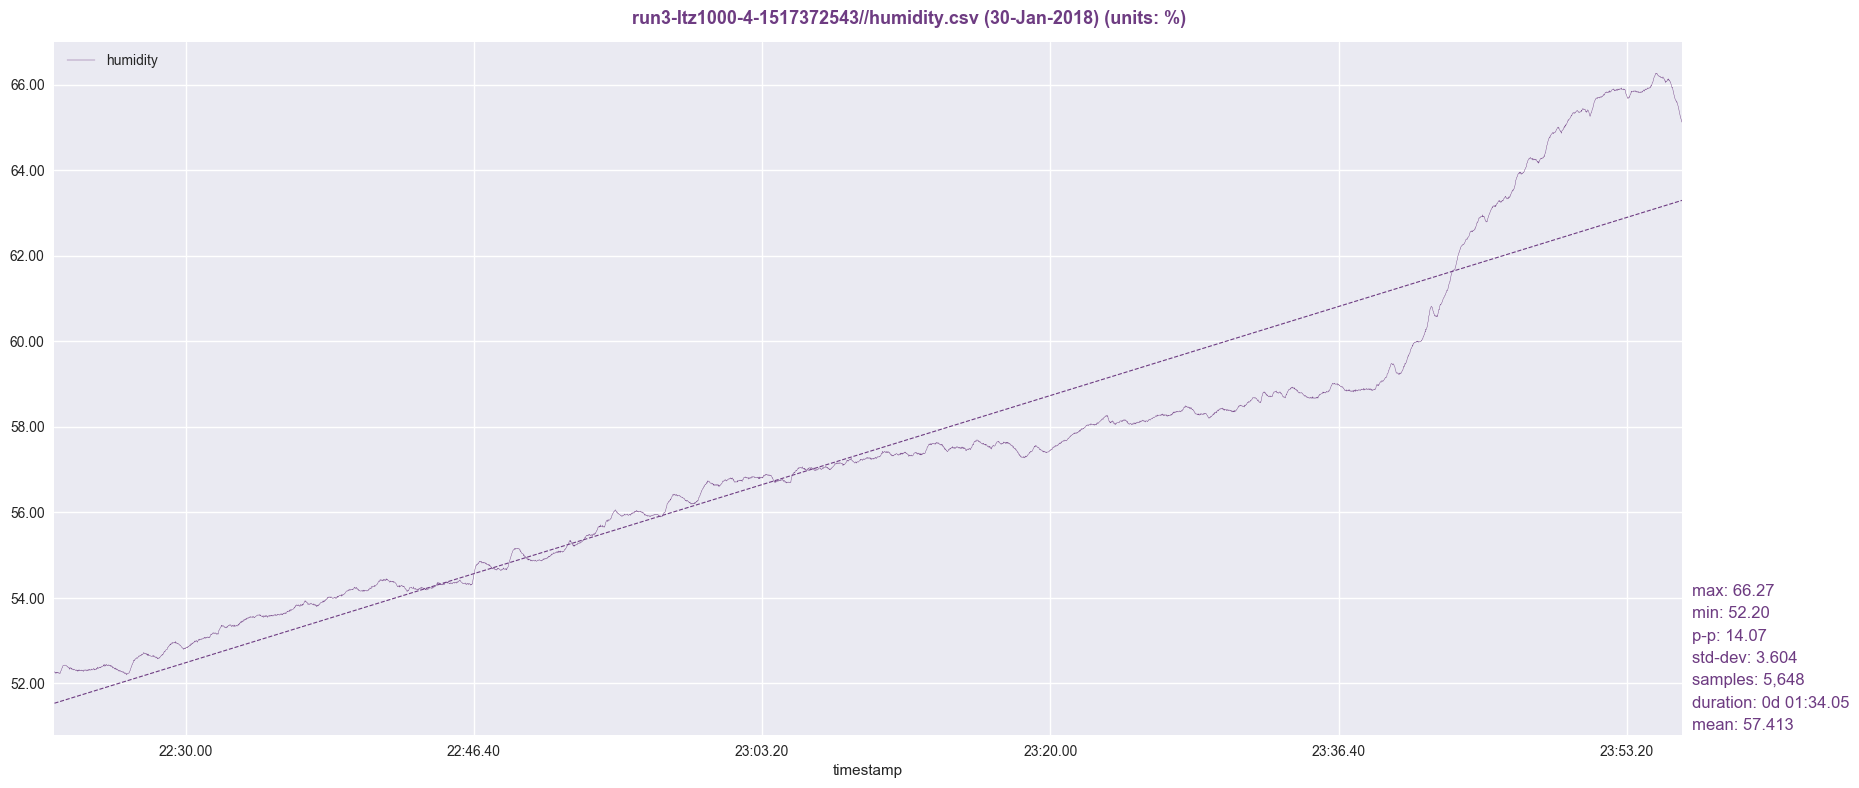 run3-ltz1000-4-1517372543//humidity.csv (30-Jan-2018) (units: %)
humidity
66.00
64.00
62.00
60.00
58.00
56.00
54.00
52.00
max: 66.27
min: 52.20
p-p: 14.07
std-dev: 3.604
samples: 5,648
duration: 0d 01:34.05
mean: 57.413
22:30.00 22:46.40 23:03.20 23:20.00 23:36.40 23:53.20
timestamp